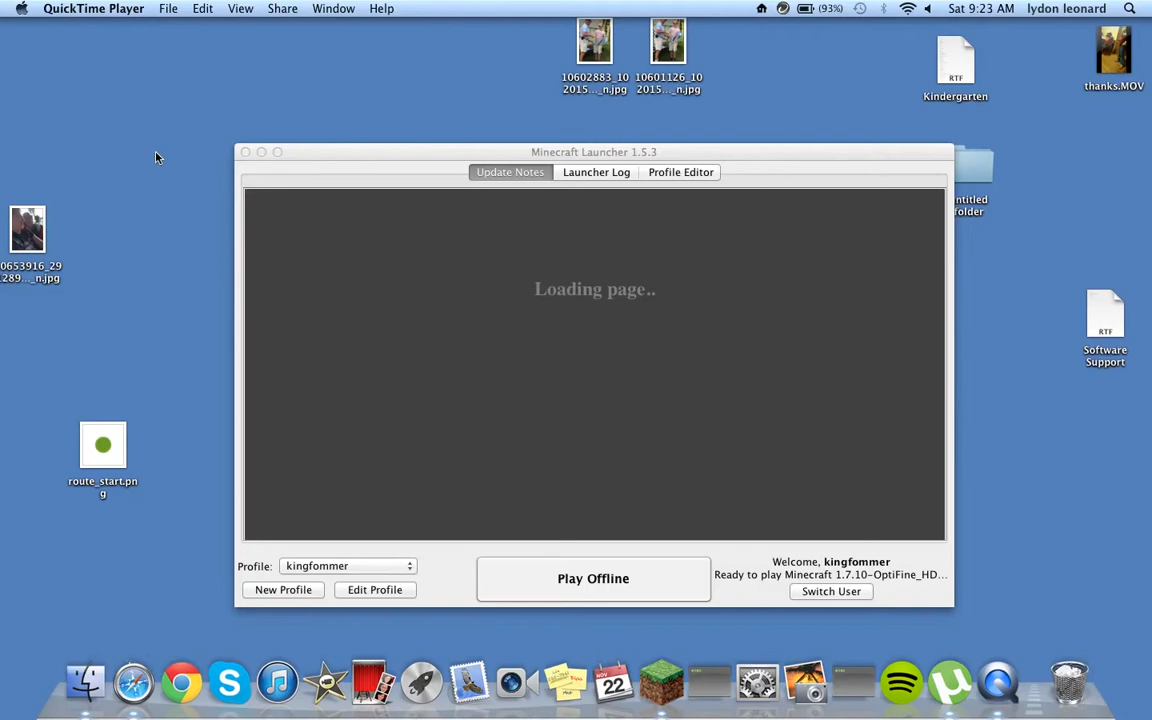 QuickTime Player File Edit View Share Window Help (93%) Sat 9:23 AM lydon leonard
10602883_10
2015..._n.jpg
10601126_10
2015..._n.jpg
RTF
Kindergarten
thanks.MOV
Minecraft Launcher 1.5.3
Update Notes Launcher Log Profile Editor
ntitled
folder
0653916_29
289..._n.jpg
Loading page..
RTF
Software
Support
route_start.pn
g
Profile: kingfommer
New Profile Edit Profile
Play Offline
Welcome, kingfommer
Ready to play Minecraft 1.7.10-OptiFine_HD...
Switch User
NOV
22